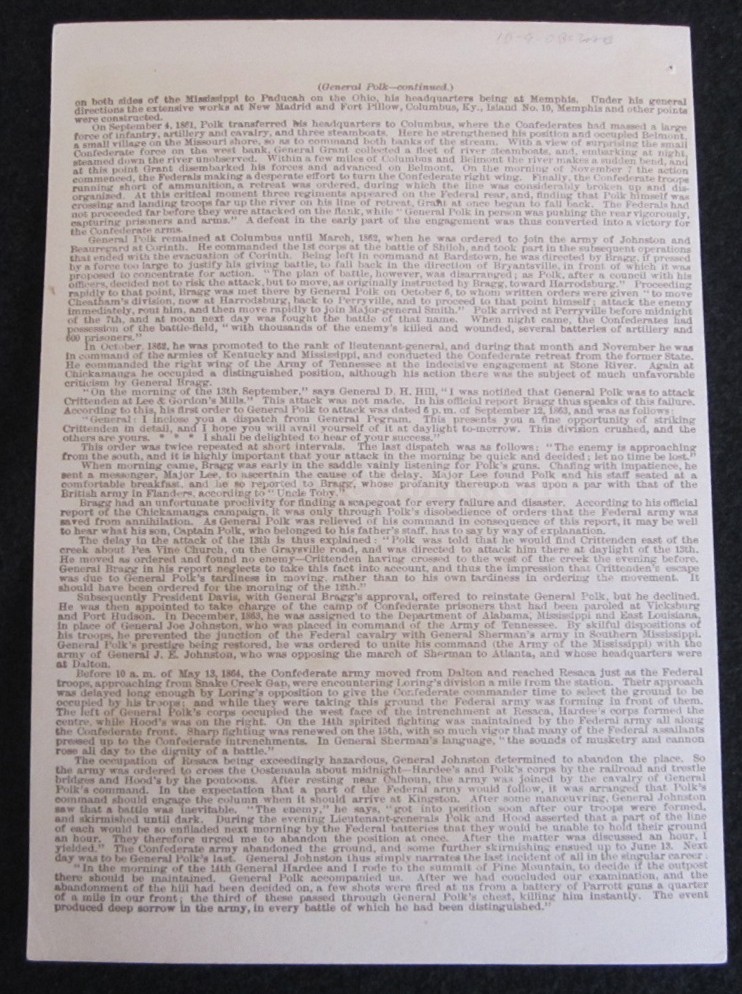 (General Polk—continued.)
on both sides of the Mississippi to Paducah on the Ohio, his headquarters being at Memphis. Under his general
directions the extensive works at New Madrid and Fort Pillow, Columbus, Ky., Island No. 10, Memphis and other points
were constructed.
On September 4, 1861, Polk transferred his headquarters to Columbus, where the Confederates had massed a large
force of infantry, artillery and cavalry, and three steamboats. Here he strengthened his position and occupied Belmont,
a small village on the Missouri shore, so as to command both banks of the stream. With a view of surprising the small
Confederate force on the west bank, General Grant collected a fleet of river steamboats, and, embarking at night,
steamed down the river unobserved. Within a few miles of Columbus and Belmont the river makes a sudden bend, and
at this point Grant disembarked his forces and advanced on Belmont. On the morning of November 7 the action
commenced, the Federals making a desperate effort to turn the Confederate right wing. Finally, the Confederate troops
running short of ammunition, a retreat was ordered, during which the line was considerably broken up and dis-
organized. At this critical moment three regiments appeared on the Federal rear, and, finding that Polk himself was
crossing and landing troops far up the river on his line of retreat, Grant at once began to fall back. The Federals had
not proceeded far before they were attacked on the flank, while "General Polk in person was pushing the rear vigorously,
capturing prisoners and arms." A defeat in the early part of the engagement was thus converted into a victory for
the Confederate arms.
General Polk remained at Columbus until March, 1862, when he was ordered to join the army of Johnston and
Beauregard at Corinth. He commanded the 1st corps at the battle of Shiloh, and took part in the subsequent operations
that ended with the evacuation of Corinth. Being left in command at Bardstown, he was directed by Bragg, if pressed
by a force too large to justify his giving battle, to fall back in the direction of Bryantsville, in front of which it was
proposed to concentrate for action. "The plan of battle, however, was disarranged; as Polk, after a council with his
officers, decided not to risk the attack, but to move, as originally instructed by Bragg, toward Harrodsburg." Proceeding
rapidly to that point, Bragg was met there by General Polk on October 6, to whom written orders were given "to move
Cheatham's division, now at Harrodsburg, back to Perryville, and to proceed to that point himself; attack the enemy
immediately, rout him, and then move rapidly to join Major-general Smith." Polk arrived at Perryville before midnight
of the 7th, and at noon next day was fought the battle of that name. When night came, the Confederates had
possession of the battle-field, "with thousands of the enemy's killed and wounded, several batteries of artillery and
600 prisoners."
In October, 1862, he was promoted to the rank of lieutenant-general, and during that month and November he was
in command of the armies of Kentucky and Mississippi, and conducted the Confederate retreat from the former State.
He commanded the right wing of the Army of Tennessee at the indecisive engagement at Stone River. Again at
Chickamauga he occupied a distinguished position, although his action there was the subject of much unfavorable
criticism by General Bragg.
"On the morning of the 13th September," says General D. H. Hill, "I was notified that General Polk was to attack
Crittenden at Lee & Gordon's Mills." This attack was not made. In his official report Bragg thus speaks of this failure.
According to this, his first order to General Polk to attack was dated 6 p. m. of September 12, 1863, and was as follows:
"General: I inclose you a dispatch from General Pegram. This presents you a fine opportunity of striking
Crittenden in detail, and I hope you will avail yourself of it at daylight to-morrow. This division crushed, and the
others are yours. * * * I shall be delighted to hear of your success."
This order was twice repeated at short intervals. The last dispatch was as follows: "The enemy is approaching
from the south, and it is highly important that your attack in the morning be quick and decided; let no time be lost."
When morning came, Bragg was early in the saddle vainly listening for Polk's guns. Chafing with impatience, he
sent a messenger, Major Lee, to ascertain the cause of the delay. Major Lee found Polk and his staff seated at a
comfortable breakfast, and he so reported to Bragg, whose profanity thereupon was upon a par with that of the
British army in Flanders, according to "Uncle Toby."
Bragg had an unfortunate proclivity for finding a scapegoat for every failure and disaster. According to his official
report of the Chickamauga campaign, it was only through Polk's disobedience of orders that the Federal army was
saved from annihilation. As General Polk was relieved of his command in consequence of this report, it may be well
to hear what his son, Captain Polk, who belonged to his father's staff, has to say by way of explanation.
The delay in the attack of the 13th is thus explained: "Polk was told that he would find Crittenden east of the
creek about Pea Vine Church, on the Graysville road, and was directed to attack him there at daylight of the 13th.
He moved as ordered and found no enemy—Crittenden having crossed to the west of the creek the evening before.
General Bragg in his report neglects to take this fact into account, and thus the impression that Crittenden's escape
was due to General Polk's tardiness in moving, rather than to his own tardiness in ordering the movement. It
should have been ordered for the morning of the 12th."
Subsequently President Davis, with General Bragg's approval, offered to reinstate General Polk, but he declined.
He was then appointed to take charge of the camp of Confederate prisoners that had been paroled at Vicksburg
and Port Hudson. In December, 1863, he was assigned to the Department of Alabama, Mississippi and East Louisiana,
in place of General Joe Johnston, who was placed in command of the Army of Tennessee. By skilful dispositions of
his troops, he prevented the junction of the Federal cavalry with General Sherman's army in Southern Mississippi.
General Polk's prestige being restored, he was ordered to unite his command (the Army of the Mississippi) with the
army of General J. E. Johnston, who was opposing the march of Sherman to Atlanta, and whose headquarters were
at Dalton.
Before 10 a. m. of May 13, 1864, the Confederate army moved from Dalton and reached Resaca just as the Federal
troops, approaching from Snake Creek Gap, were encountering Loring's division a mile from the station. Their approach
was delayed long enough by Loring's opposition to give the Confederate commander time to select the ground to be
occupied by his troops; and while they were taking this ground the Federal army was forming in front of them.
The left of General Polk's corps occupied the west face of the intrenchment at Resaca, Hardee's corps formed the
centre, while Hood's was on the right. On the 14th spirited fighting was maintained by the Federal army all along
the Confederate front. Sharp fighting was renewed on the 15th, with so much vigor that many of the Federal assailants
pressed up to the Confederate intrenchments. In General Sherman's language, "the sounds of musketry and cannon
rose all day to the dignity of a battle."
The occupation of Resaca being exceedingly hazardous, General Johnston determined to abandon the place. So
the army was ordered to cross the Oostenaula about midnight—Hardee's and Polk's corps by the railroad and trestle
bridges and Hood's by the pontoons. After resting near Calhoun, the army was joined by the cavalry of General
Polk's command. In the expectation that a part of the Federal army would follow, it was arranged that Polk's
command should engage the column when it should arrive at Kingston. After some manœuvring, General Johnston
saw that a battle was inevitable. "The enemy," he says, "got into position soon after our troops were formed,
and skirmished until dark. During the evening Lieutenant-generals Polk and Hood asserted that a part of the line
of each would be so enfiladed next morning by the Federal batteries that they would be unable to hold their ground
an hour. They therefore urged me to abandon the position at once. After the matter was discussed an hour, I
yielded." The Confederate army abandoned the ground, and some further skirmishing ensued up to June 13. Next
day was to be General Polk's last. General Johnston thus simply narrates the last incident of all in the singular career:
"In the morning of the 14th General Hardee and I rode to the summit of Pine Mountain, to decide if the outpost
there should be maintained. General Polk accompanied us. After we had concluded our examination, and the
abandonment of the hill had been decided on, a few shots were fired at us from a battery of Parrott guns a quarter
of a mile in our front; the third of these passed through General Polk's chest, killing him instantly. The event
produced deep sorrow in the army, in every battle of which he had been distinguished."